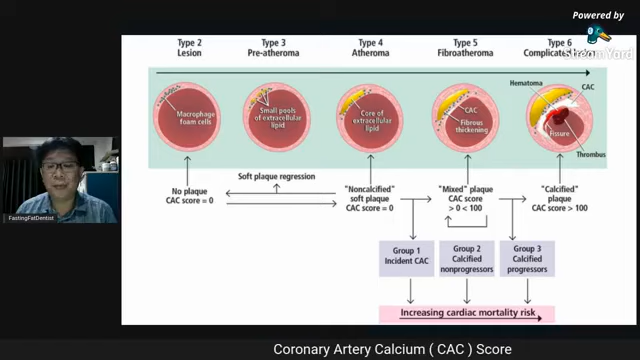 Powered by
StreamYard
Type 2
Lesion
Type 3
Pre-atheroma
Type 4
Atheroma
Type 5
Fibroatheroma
Type 6
Macrophage
foam cells
Small pools
of extracellular
lipid
Core of
extracellular
lipid
CAC
Fibrous
thickening
Hematoma
CAC
Fissure
Thrombus
No plaque
CAC score = 0
Soft plaque regression
"Noncalcified"
soft plaque
CAC score = 0
"Mixed" plaque
CAC score
> 0 < 100
"Calcified"
plaque
CAC score > 100
Group 1
Incident CAC
Group 2
Calcified
nonprogressors
Group 3
Calcified
progressors
Increasing cardiac mortality risk
FastingFatDentist
Coronary Artery Calcium ( CAC ) Score